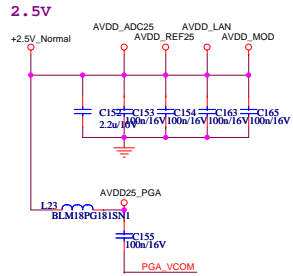 2.5V
AVDD_ADC25 AVDD_LAN
+2.5V_Normal AVDD_REF25 AVDD_MOD
C152 C153 C154 C163 C165
2.2u/10V 100n/16V 100n/16V 100n/16V 100n/16V
AVDD25_PGA
L23
BLM18PG181SN1
C155
100n/16V
PGA_VCOM